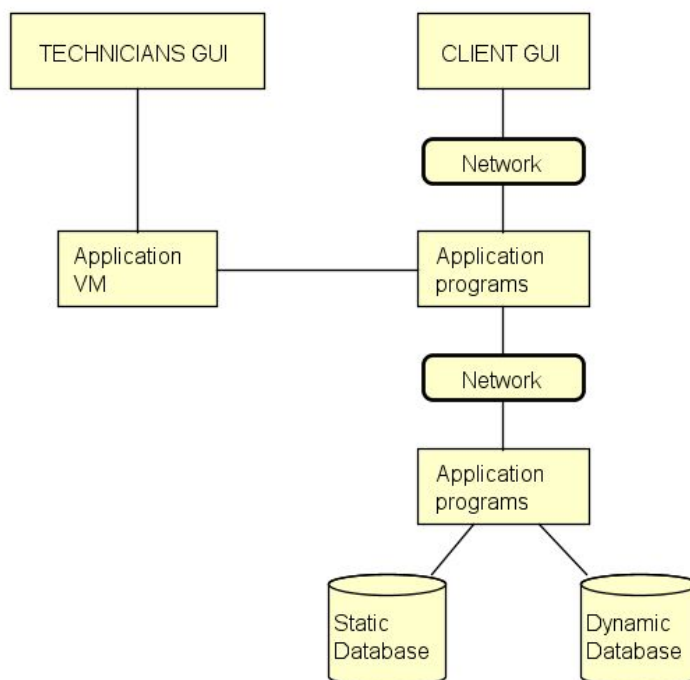 TECHNICIANS GUI
CLIENT GUI
Network
Application
VM
Application
programs
Network
Application
programs
Static
Database
Dynamic
Database